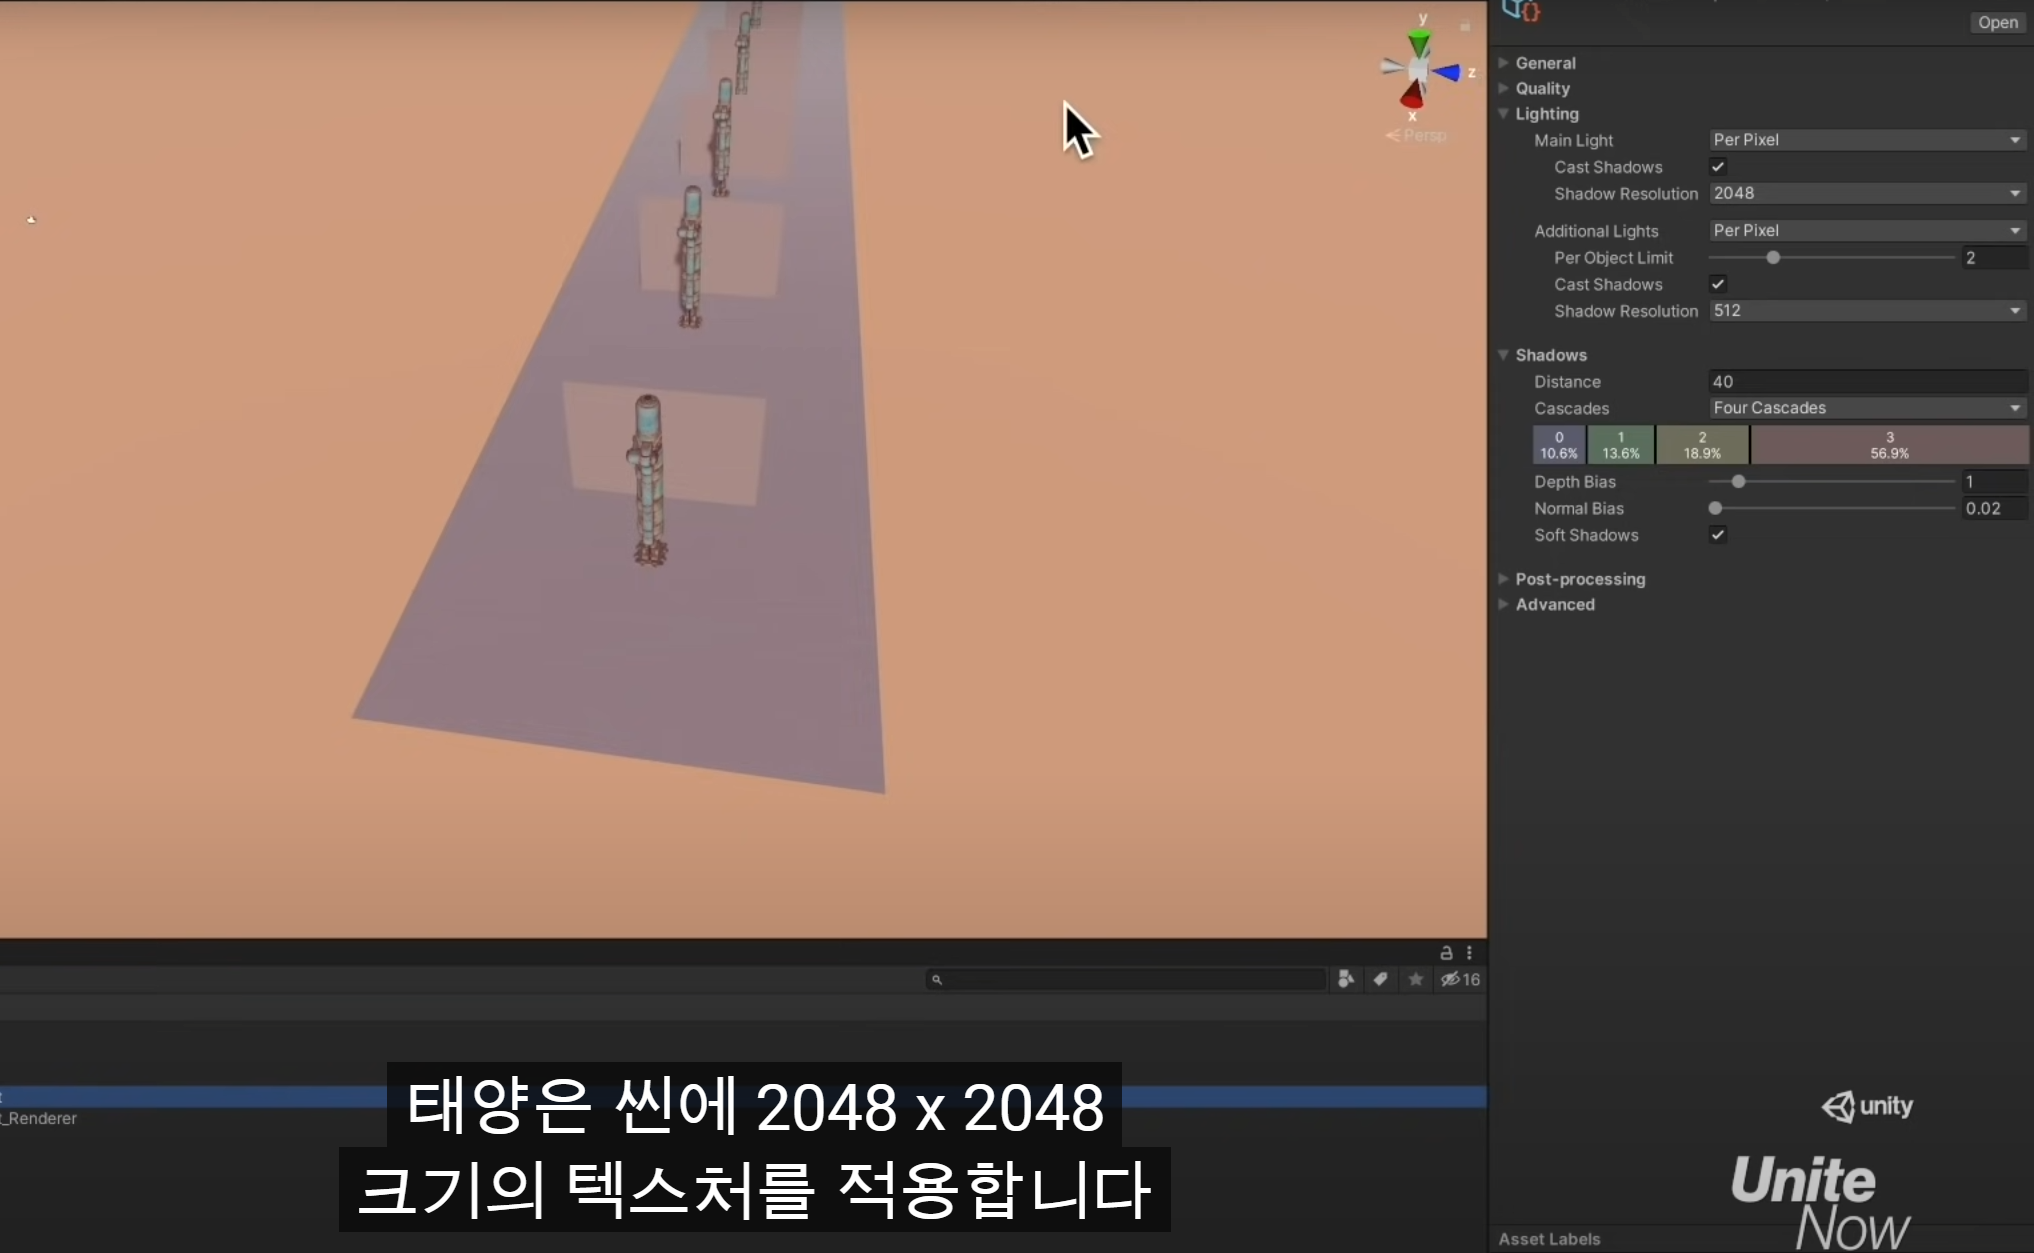 y
z
x
Persp
Open
General
Quality
Lighting
Main Light Per Pixel
Cast Shadows
Shadow Resolution 2048
Additional Lights Per Pixel
Per Object Limit 2
Cast Shadows
Shadow Resolution 512
Shadows
Distance 40
Cascades Four Cascades
0 1 2 3
10.6% 13.6% 18.9% 56.9%
Depth Bias 1
Normal Bias 0.02
Soft Shadows
Post-processing
Advanced
16
_Renderer
태양은 씬에 2048 x 2048
크기의 텍스처를 적용합니다
unity
Unite
Now
Asset Labels